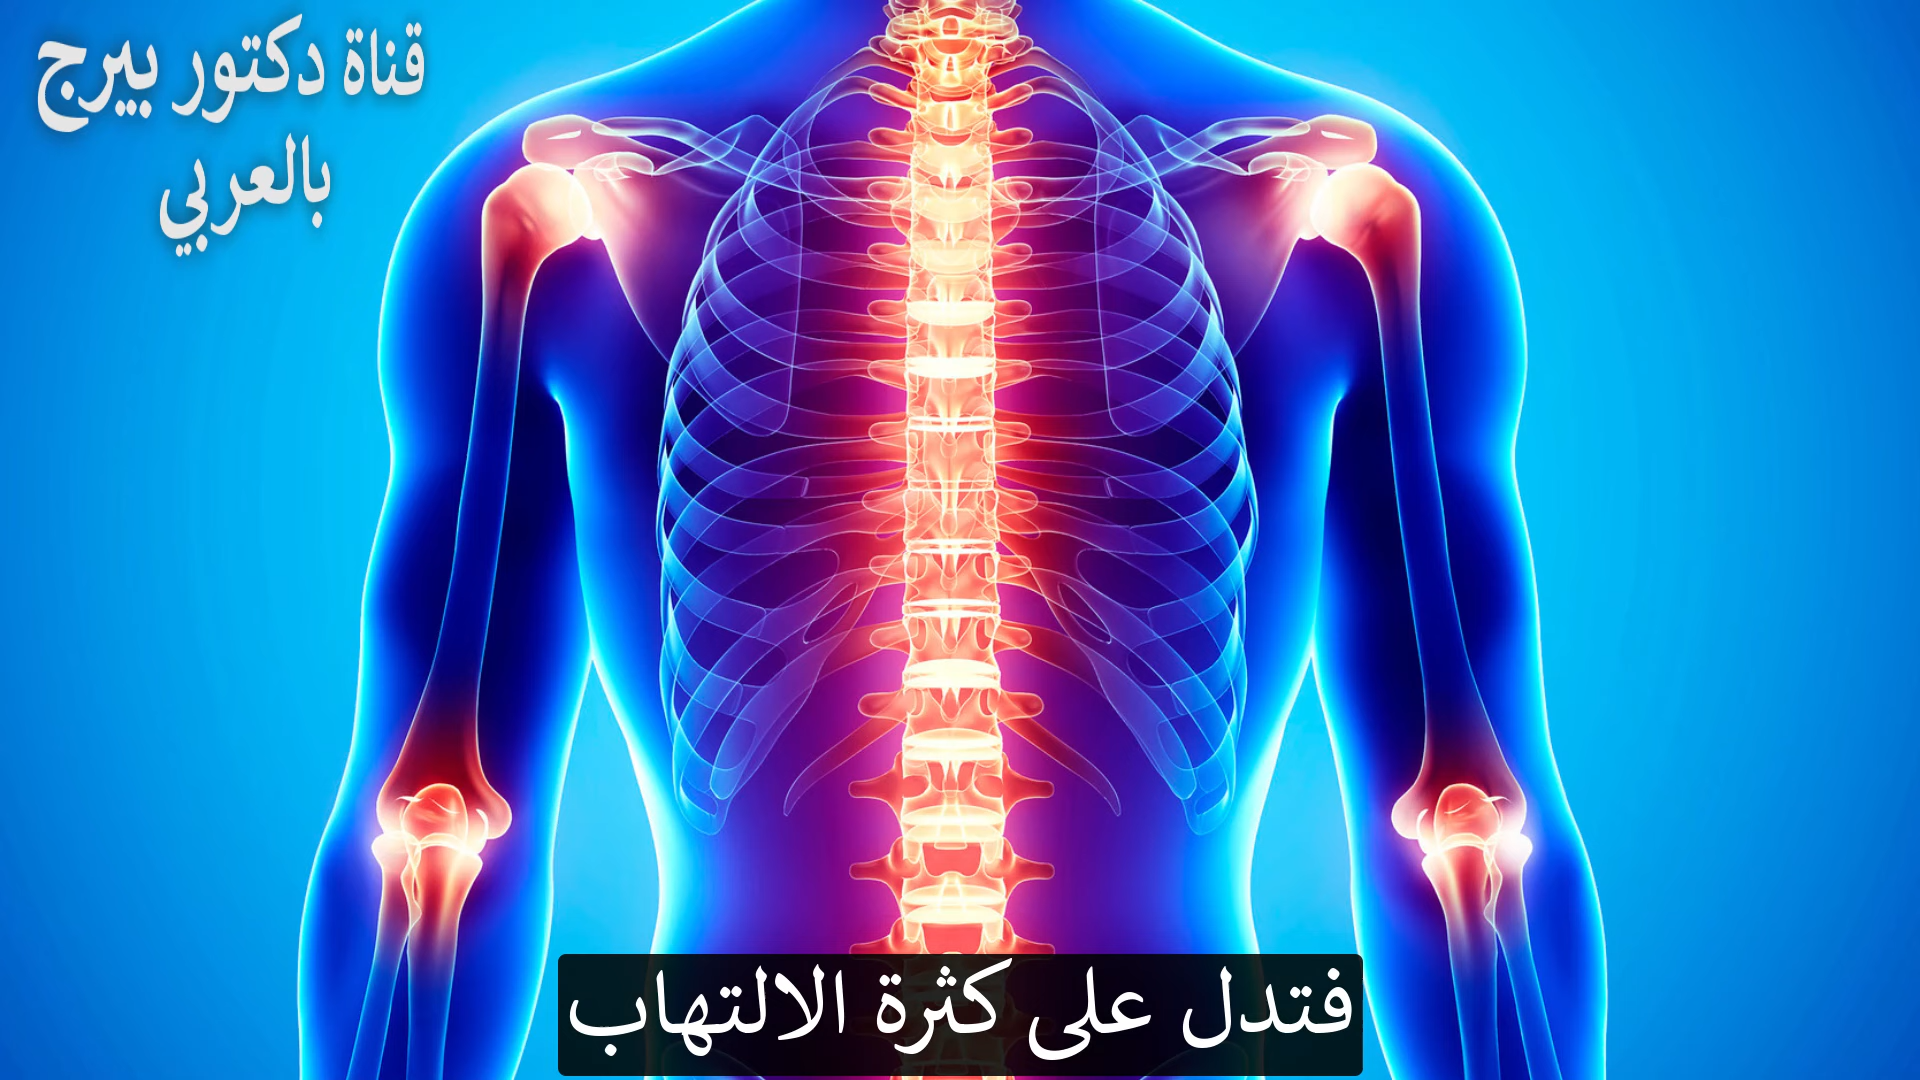 قناة دكتور بيرج
بالعربي
فتدل على كثرة الالتهاب